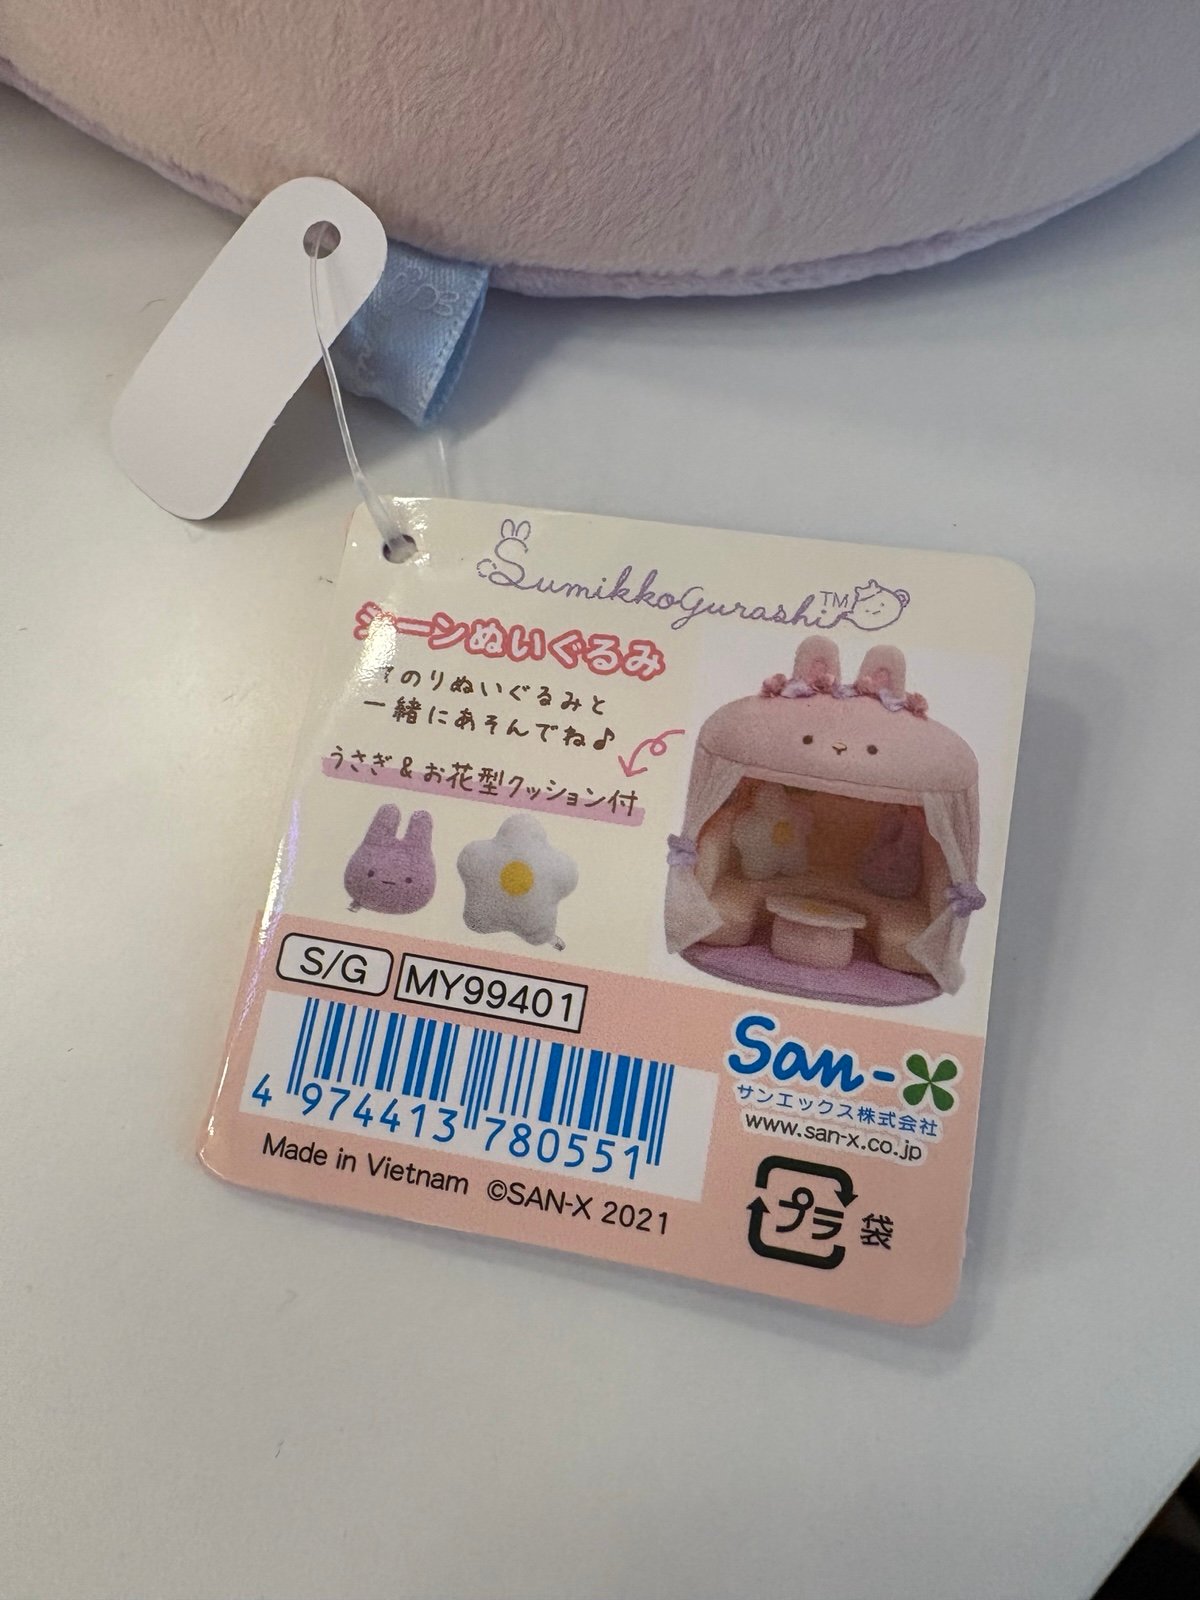 SumikkoGurashi™
シーンぬいぐるみ
てのりぬいぐるみと
一緒にあそんでね♪
うさぎ&お花型クッション付
S/G MY99401
4 974413 780551
Made in Vietnam ©SAN-X 2021
San-X
サンエックス株式会社
www.san-x.co.jp
プラ 袋